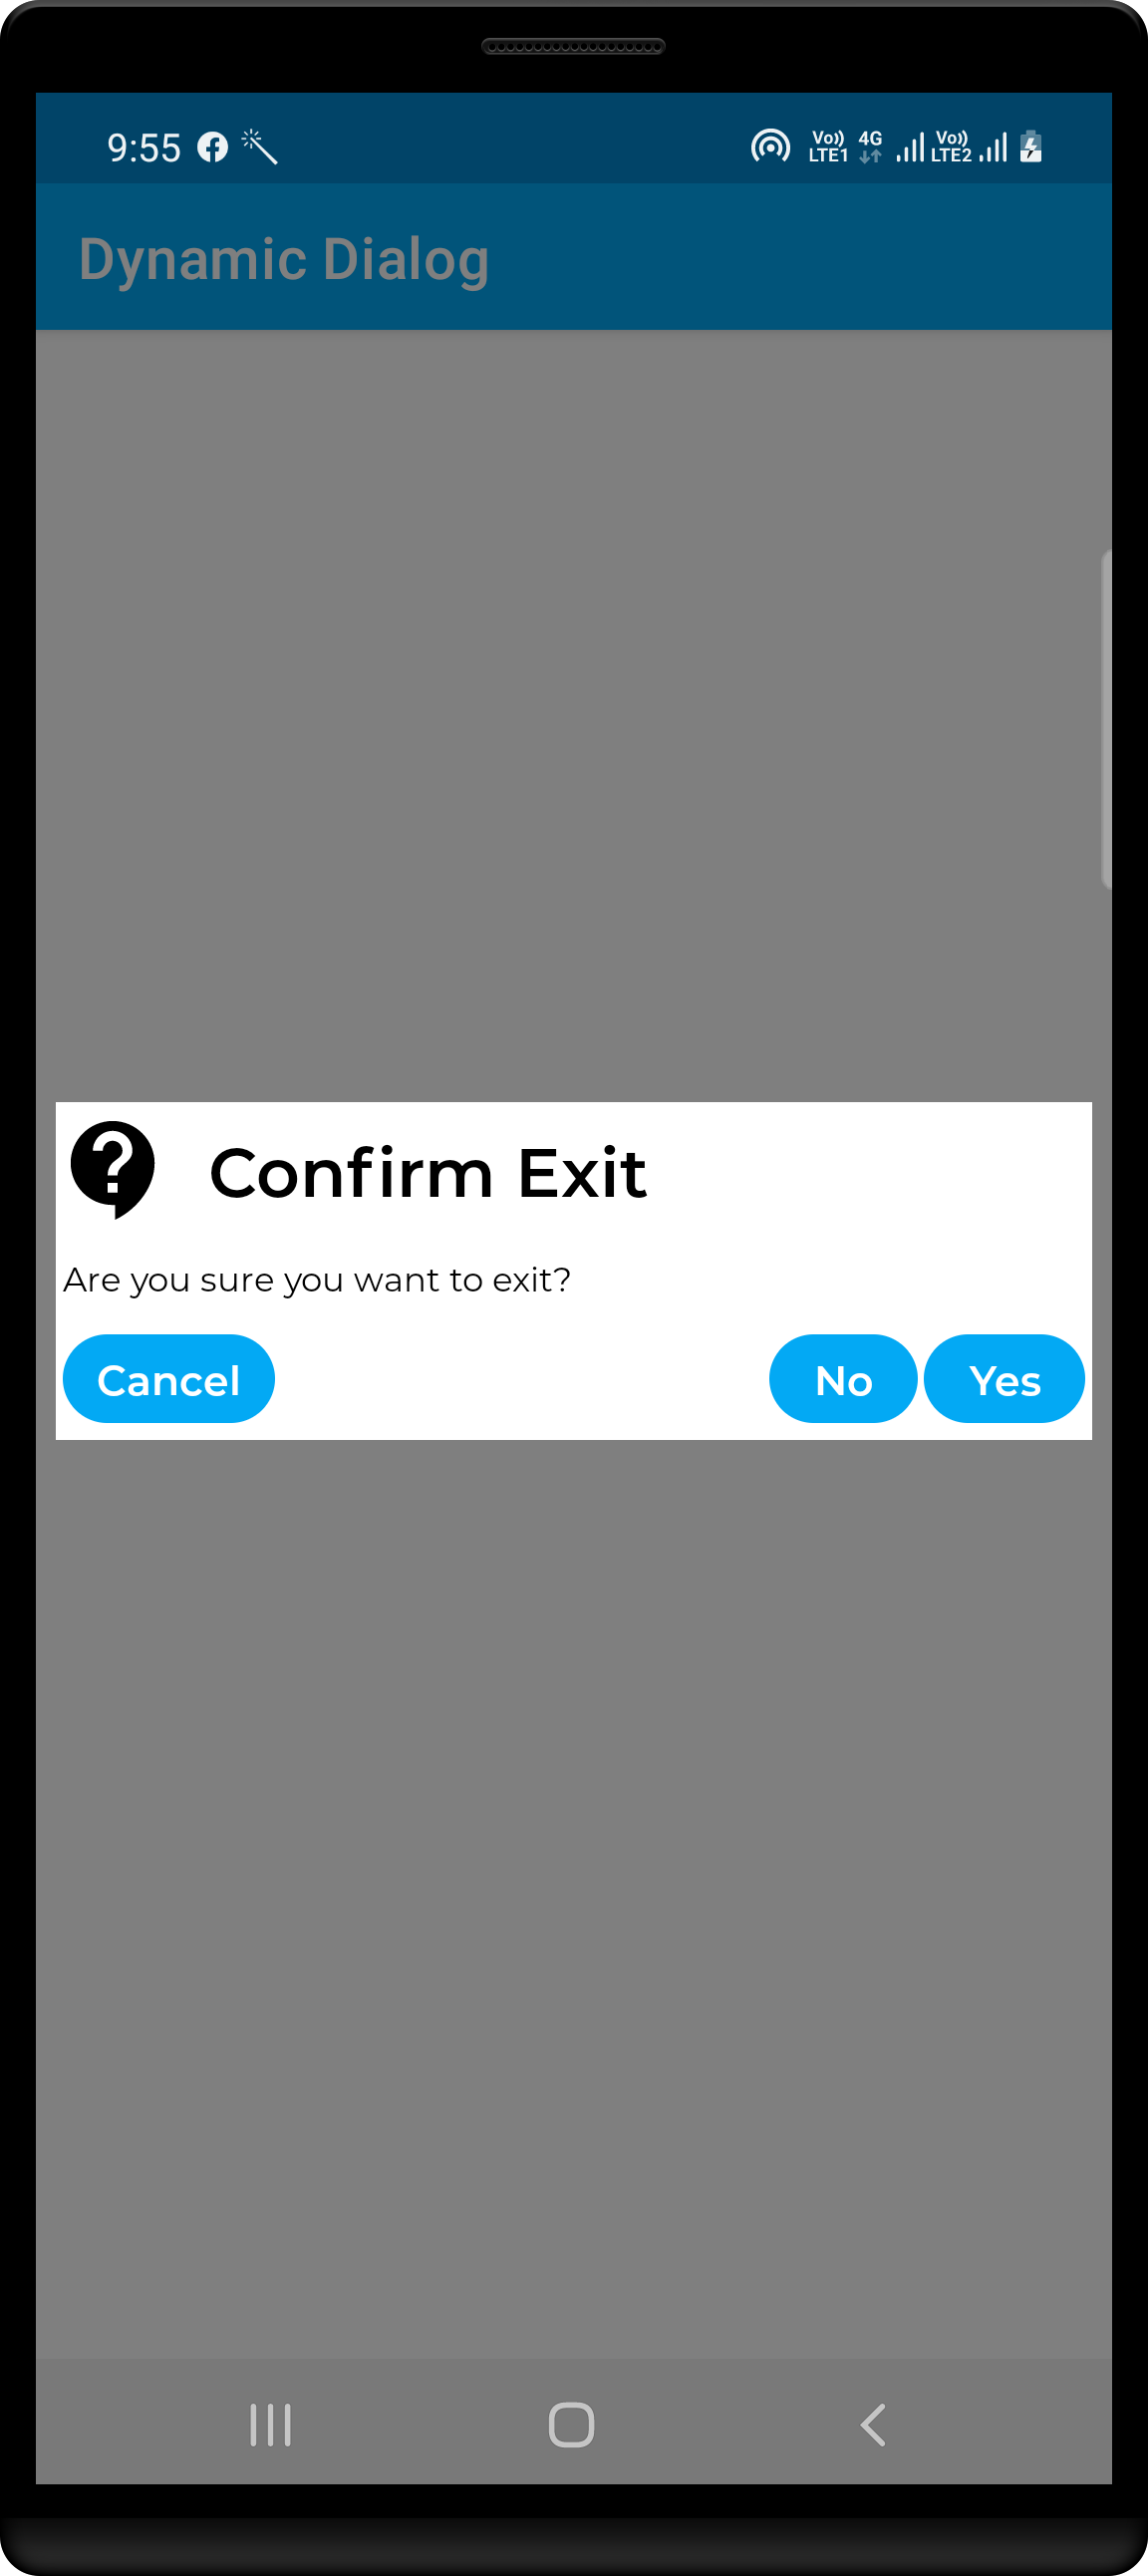 9:55 Vo)) LTE1 4G Vo)) LTE2
Dynamic Dialog
Confirm Exit
Are you sure you want to exit?
Cancel No Yes